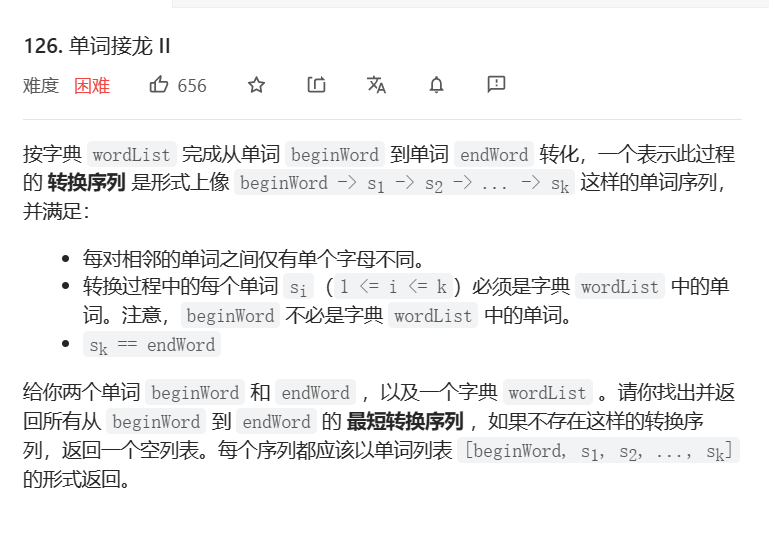 126. 单词接龙 II
难度 困难 656
按字典 wordList 完成从单词 beginWord 到单词 endWord 转化，一个表示此过程
的 转换序列 是形式上像 beginWord -> s1 -> s2 -> ... -> sk 这样的单词序列，
并满足：
• 每对相邻的单词之间仅有单个字母不同。
• 转换过程中的每个单词 si（1 <= i <= k）必须是字典 wordList 中的单
词。注意，beginWord 不必是字典 wordList 中的单词。
• sk == endWord
给你两个单词 beginWord 和 endWord ，以及一个字典 wordList 。请你找出并返
回所有从 beginWord 到 endWord 的 最短转换序列 ，如果不存在这样的转换序
列，返回一个空列表。每个序列都应该以单词列表 [beginWord, s1, s2, ..., sk]
的形式返回。